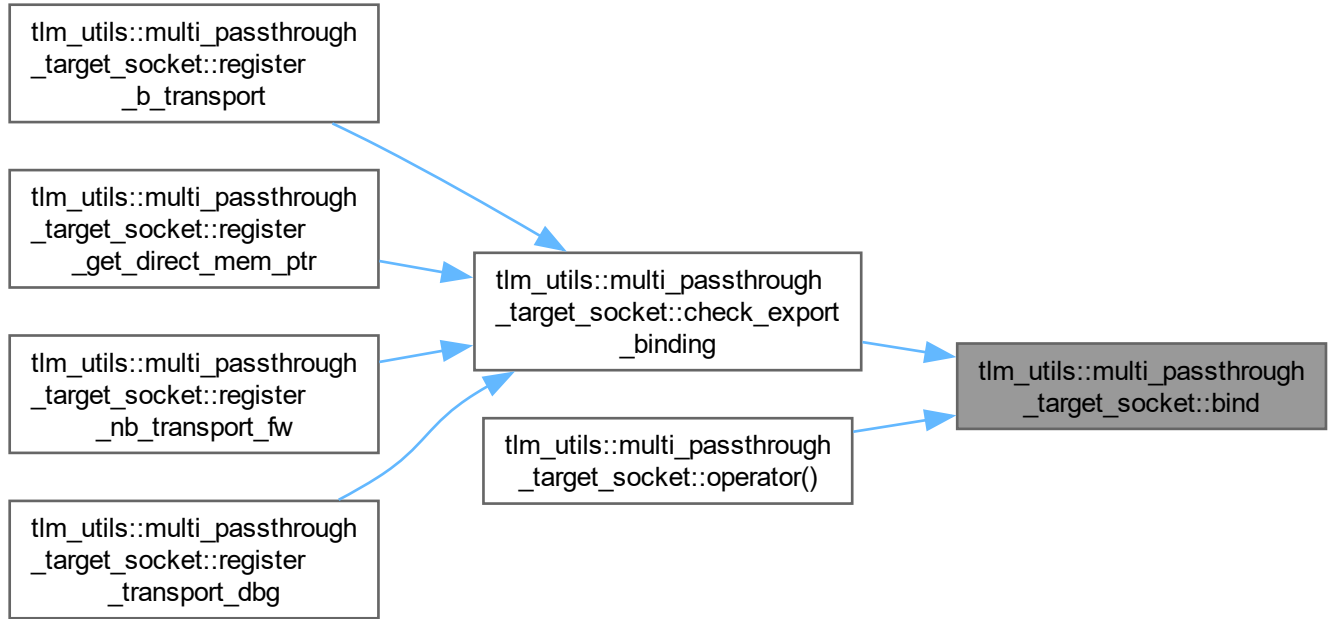 tlm_utils::multi_passthrough
_target_socket::register
_b_transport
tlm_utils::multi_passthrough
_target_socket::register
_get_direct_mem_ptr
tlm_utils::multi_passthrough
_target_socket::register
_nb_transport_fw
tlm_utils::multi_passthrough
_target_socket::register
_transport_dbg
tlm_utils::multi_passthrough
_target_socket::check_export
_binding
tlm_utils::multi_passthrough
_target_socket::operator()
tlm_utils::multi_passthrough
_target_socket::bind